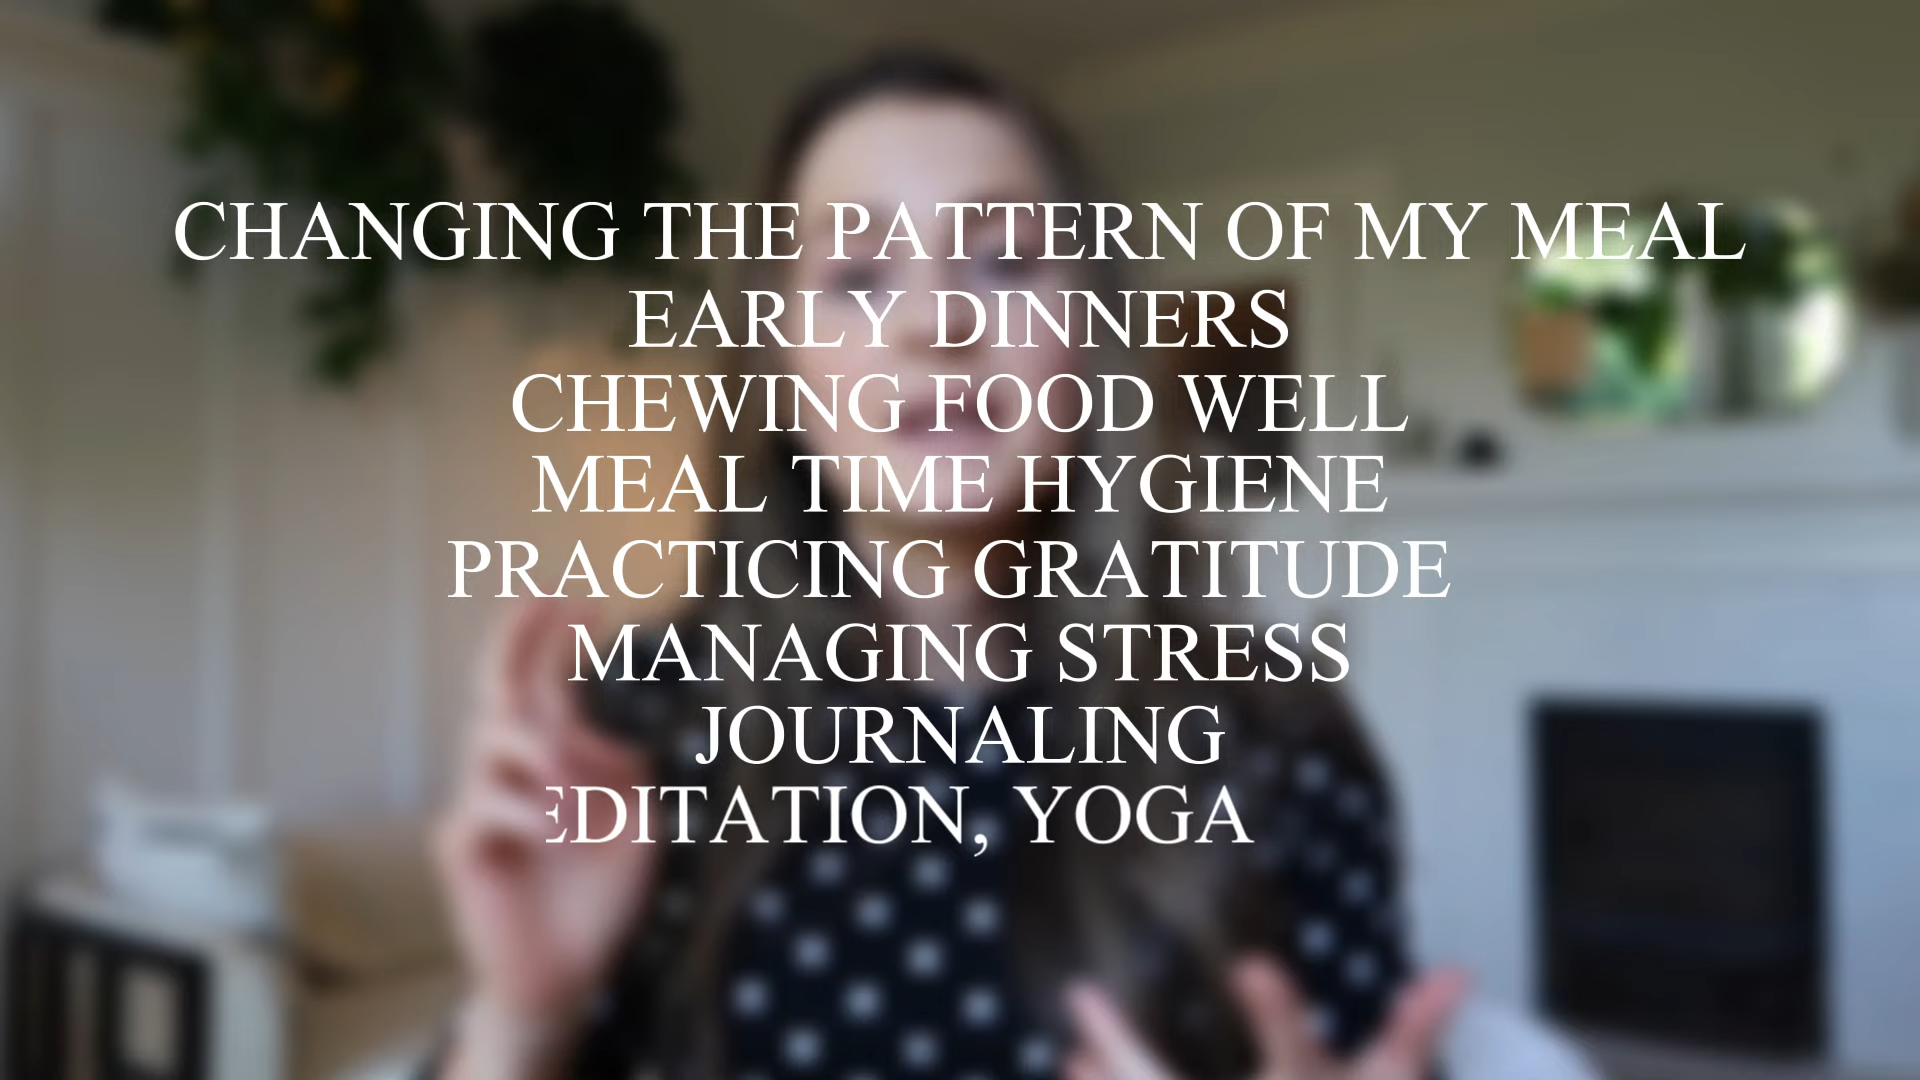 CHANGING THE PATTERN OF MY MEAL
EARLY DINNERS
CHEWING FOOD WELL
MEAL TIME HYGIENE
PRACTICING GRATITUDE
MANAGING STRESS
JOURNALING
EDITATION, YOGA